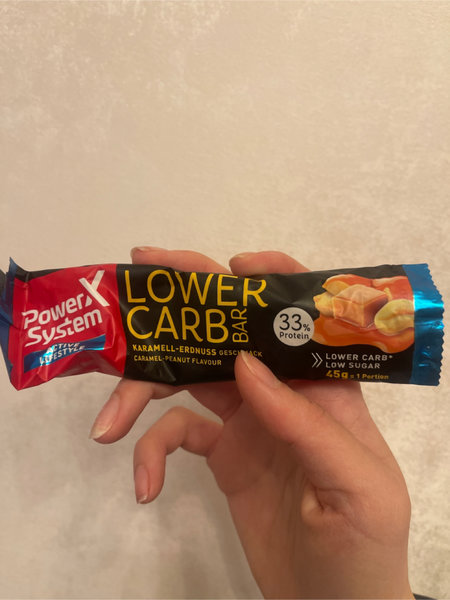 Power X
System
ACTIVE
LIFESTYLE
LOWER
CARB
BAR
KARAMELL-ERDNUSS GESCHMACK
CARAMEL-PEANUT FLAVOUR
33%
Protein
LOWER CARB*
LOW SUGAR
45g = 1 Portion